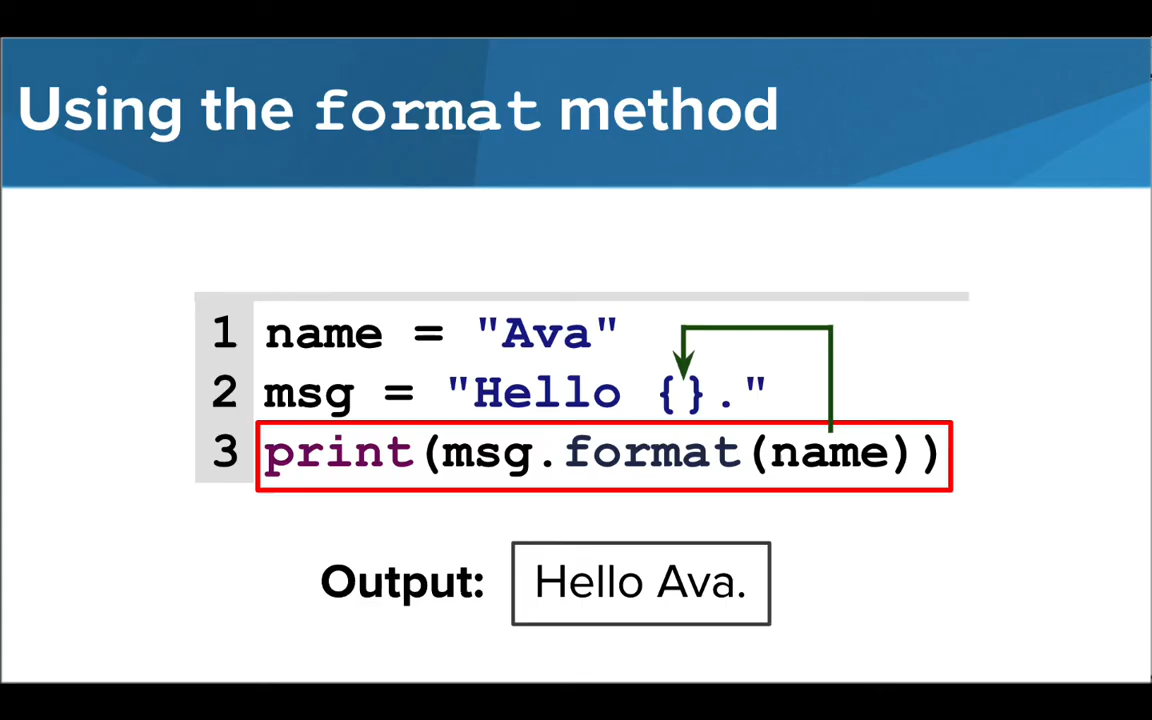 Using the format method
1 name = "Ava"
2 msg = "Hello {}."
3 print(msg.format(name))
Output: Hello Ava.